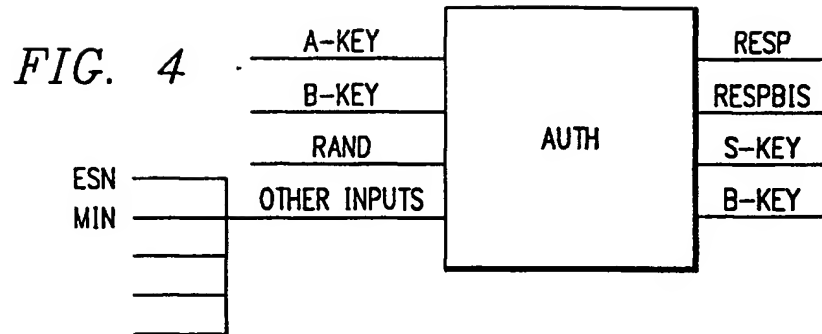 FIG. 4
A-KEY
B-KEY
RAND
OTHER INPUTS
ESN
MIN
AUTH
RESP
RESPBIS
S-KEY
B-KEY